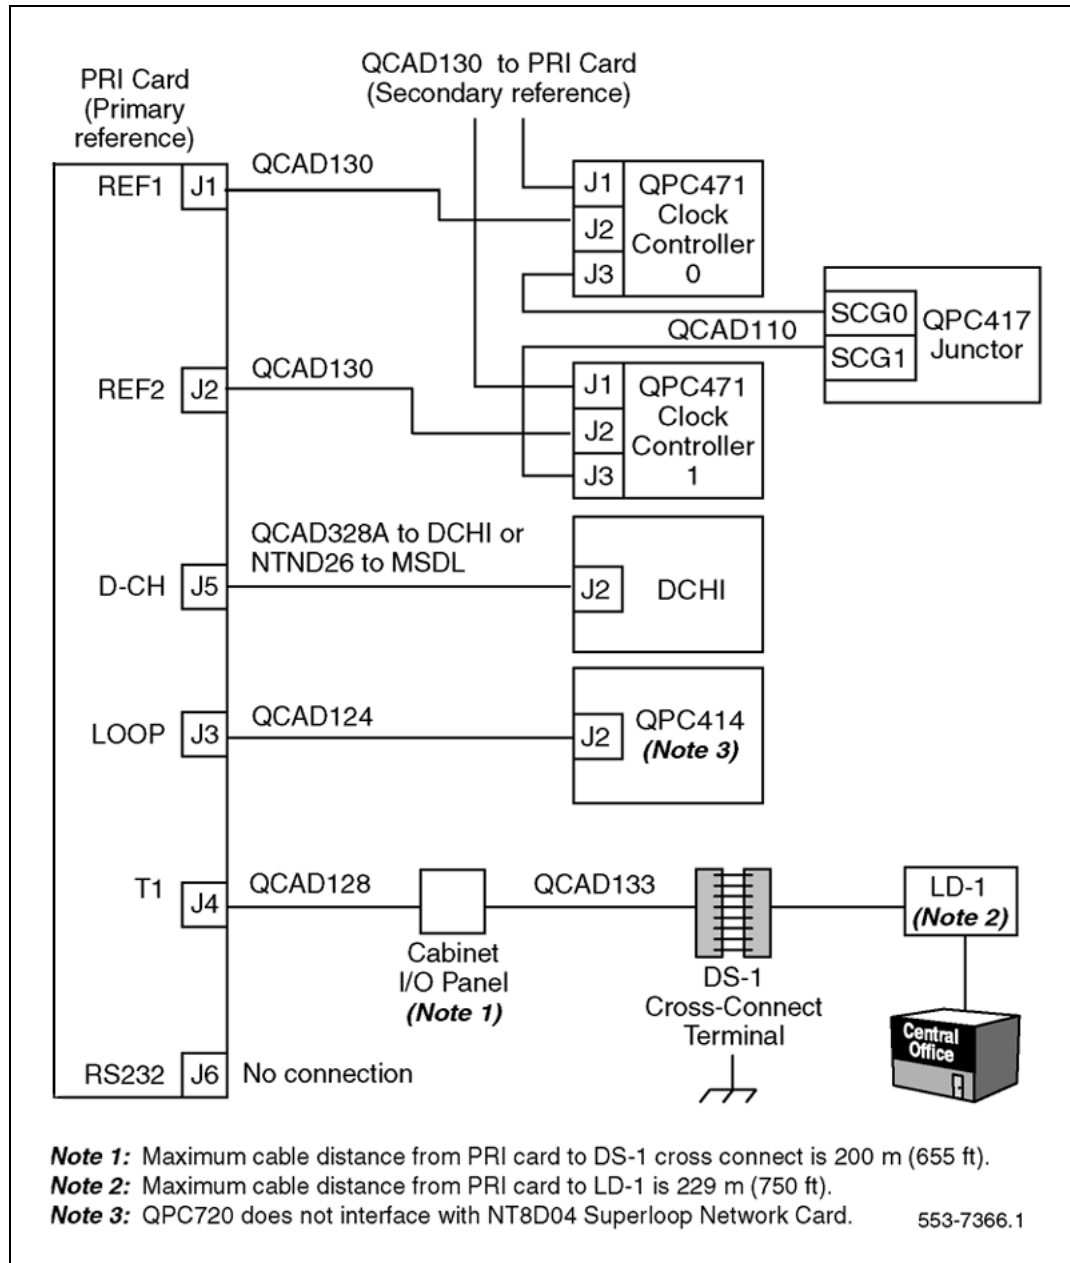 QCAD130 to PRI Card
(Secondary reference)
PRI Card
(Primary
reference)
REF1
J1
QCAD130
J1
J2
J3
QPC471
Clock
Controller
0
SCG0
SCG1
QPC417
Junctor
QCAD110
REF2
J2
QCAD130
J1
J2
J3
QPC471
Clock
Controller
1
QCAD328A to DCHI or
NTND26 to MSDL
D-CH
J5
J2
DCHI
LOOP
J3
QCAD124
J2
QPC414
(Note 3)
T1
J4
QCAD128
Cabinet
I/O Panel
(Note 1)
QCAD133
DS-1
Cross-Connect
Terminal
LD-1
(Note 2)
Central
Office
RS232
J6
No connection
Note 1: Maximum cable distance from PRI card to DS-1 cross connect is 200 m (655 ft).
Note 2: Maximum cable distance from PRI card to LD-1 is 229 m (750 ft).
Note 3: QPC720 does not interface with NT8D04 Superloop Network Card.
553-7366.1